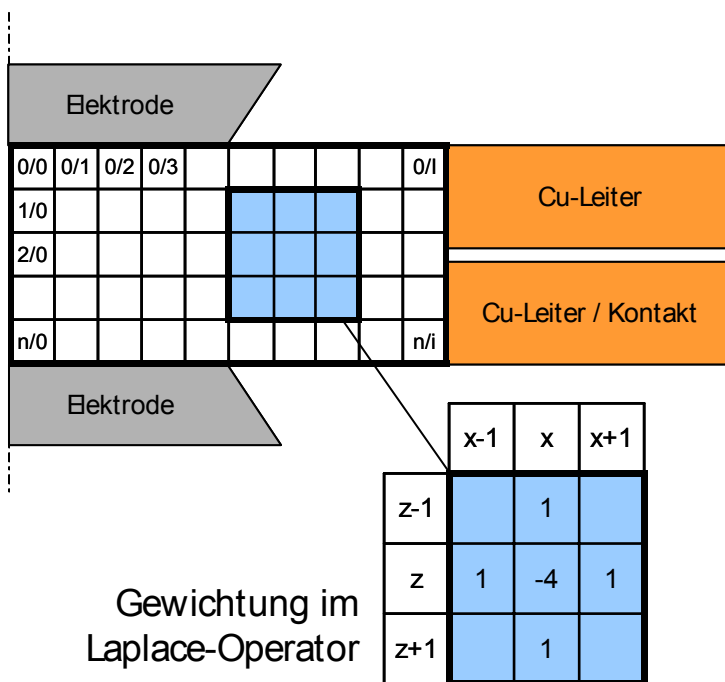 Elektrode
0/0 0/1 0/2 0/3 0/l
1/0
2/0
n/0 n/i
Cu-Leiter
Cu-Leiter / Kontakt
Elektrode
x-1 x x+1
z-1 1
z 1 -4 1
z+1 1
Gewichtung im
Laplace-Operator